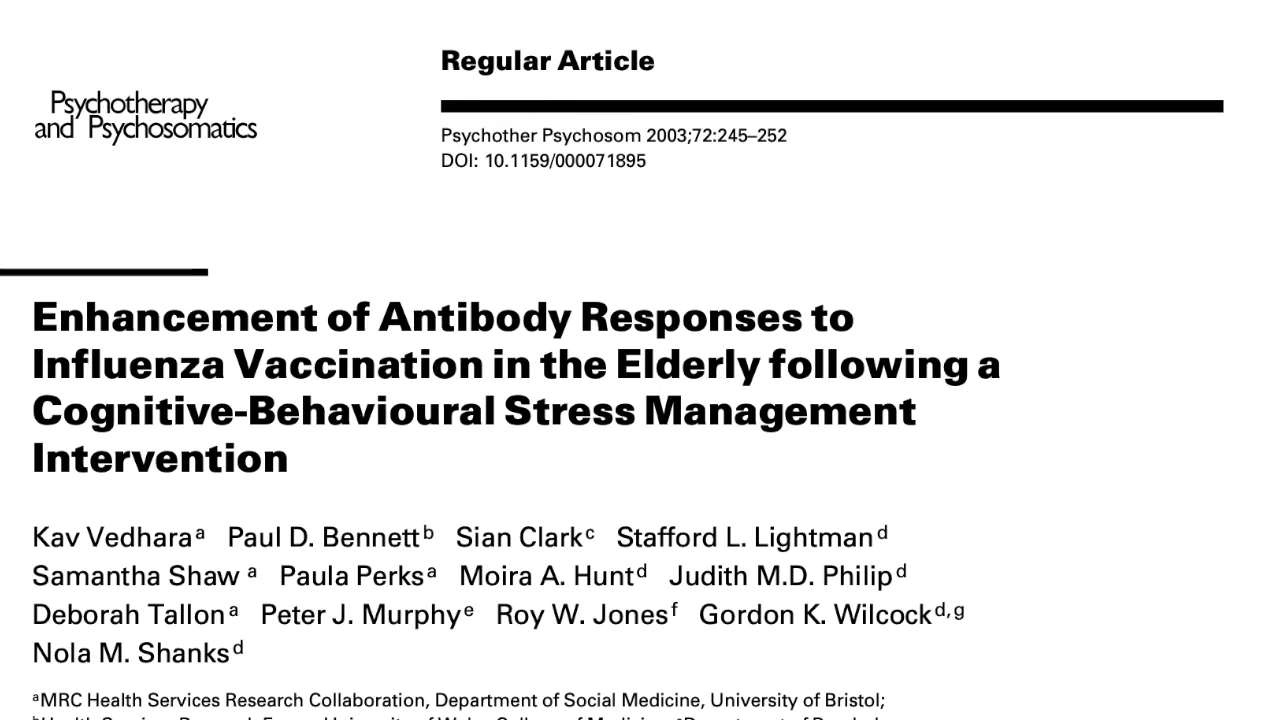 Regular Article
Psychotherapy
and Psychosomatics
Psychother Psychosom 2003;72:245–252
DOI: 10.1159/000071895
Enhancement of Antibody Responses to
Influenza Vaccination in the Elderly following a
Cognitive-Behavioural Stress Management
Intervention
Kav Vedhara a Paul D. Bennett b Sian Clark c Stafford L. Lightman d
Samantha Shaw a Paula Perks a Moira A. Hunt d Judith M.D. Philip d
Deborah Tallon a Peter J. Murphy e Roy W. Jones f Gordon K. Wilcock d, g
Nola M. Shanks d
a MRC Health Services Research Collaboration, Department of Social Medicine, University of Bristol;